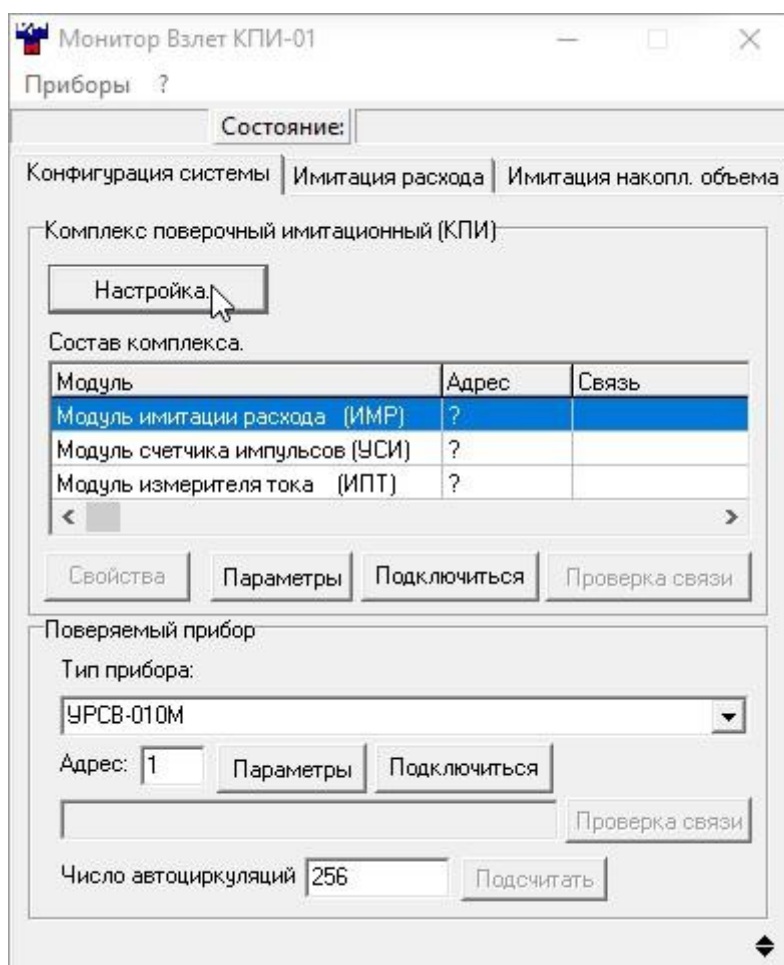 Монитор Взлет КПИ-01
Приборы ?
Состояние:
Конфигурация системы Имитация расхода Имитация накопл. объема
Комплекс поверочный имитационный (КПИ)
Настройка.
Состав комплекса.
Модуль Адрес Связь
Модуль имитации расхода (ИМР) ?
Модуль счетчика импульсов (УСИ) ?
Модуль измерителя тока (ИПТ) ?
Свойства Параметры Подключиться Проверка связи
Поверяемый прибор
Тип прибора:
УРСВ-010М
Адрес: 1 Параметры Подключиться
Проверка связи
Число автоциркуляций 256 Подсчитать